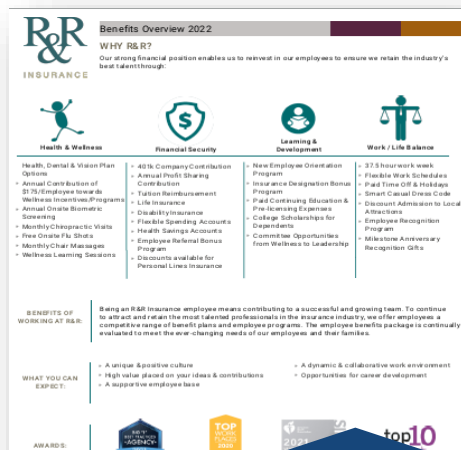 R&R
INSURANCE
Benefits Overview 2022
WHY R&R?
Our strong financial position enables us to reinvest in our employees to ensure we retain the industry's
best talent through:
Health & Wellness
Health, Dental & Vision Plan
Options
Annual Contribution of
$175/Employee towards
Wellness Incentives/Programs
Annual Onsite Biometric
Screening
Monthly Chiropractic Visits
Free Onsite Flu Shots
Monthly Chair Massages
Wellness Learning Sessions
Financial Security
401k Company Contribution
Annual Profit Sharing
Contribution
Tuition Reimbursement
Life Insurance
Disability Insurance
Flexible Spending Accounts
Health Savings Accounts
Employee Referral Bonus
Program
Discounts available for
Personal Lines Insurance
Learning &
Development
New Employee Orientation
Program
Insurance Designation Bonus
Program
Paid Continuing Education &
Pre-licensing Expenses
College Scholarships for
Dependents
Committee Opportunities
from Wellness to Leadership
Work / Life Balance
37.5 hour work week
Flexible Work Schedules
Paid Time Off & Holidays
Smart Casual Dress Code
Discount Admission to Local
Attractions
Employee Recognition
Program
Milestone Anniversary
Recognition Gifts
BENEFITS OF
WORKING AT R&R:
Being an R&R Insurance employee means contributing to a successful and growing team. To continue
to attract and retain the most talented professionals in the insurance industry, we offer employees a
competitive range of benefit plans and employee programs. The employee benefits package is continually
evaluated to meet the ever-changing needs of our employees and their families.
WHAT YOU CAN
EXPECT:
A unique & positive culture
High value placed on your ideas & contributions
A supportive employee base
A dynamic & collaborative work environment
Opportunities for career development
AWARDS:
AGENCY
TOP
WORK
PLACES
2020
2021
top10